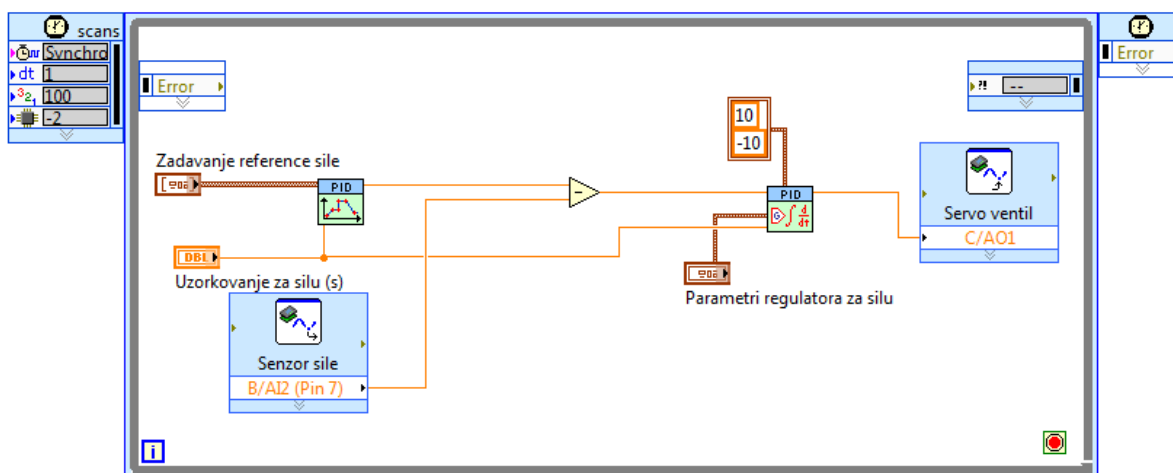 scans
Synchro
dt 1
³2₁ 100
-2
Error
?! --
Error
Zadavanje reference sile
PID
10
-10
PID
Servo ventil
C/AO1
DBL
Uzorkovanje za silu (s)
Parametri regulatora za silu
Senzor sile
B/AI2 (Pin 7)
i